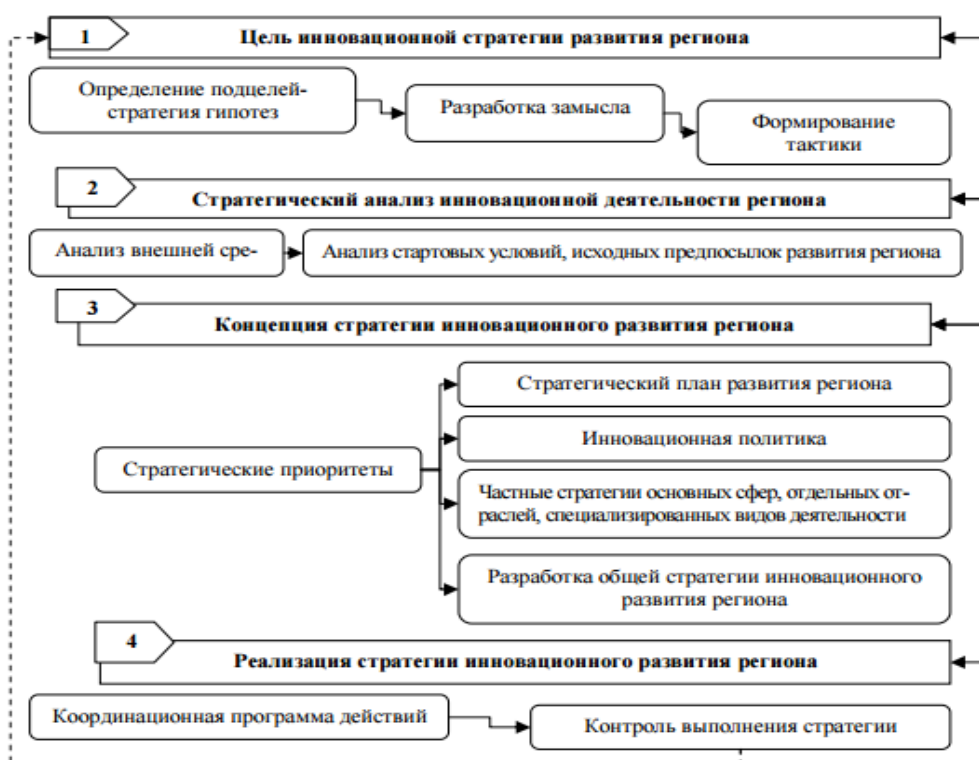 1
Цель инновационной стратегии развития региона
Определение подцелей-
стратегия гипотез
Разработка замысла
Формирование
тактики
2
Стратегический анализ инновационной деятельности региона
Анализ внешней сре-
Анализ стартовых условий, исходных предпосылок развития региона
3
Концепция стратегии инновационного развития региона
Стратегические приоритеты
Стратегический план развития региона
Инновационная политика
Частные стратегии основных сфер, отдельных от-
раслей, специализированных видов деятельности
Разработка общей стратегии инновационного
развития региона
4
Реализация стратегии инновационного развития региона
Координационная программа действий
Контроль выполнения стратегии